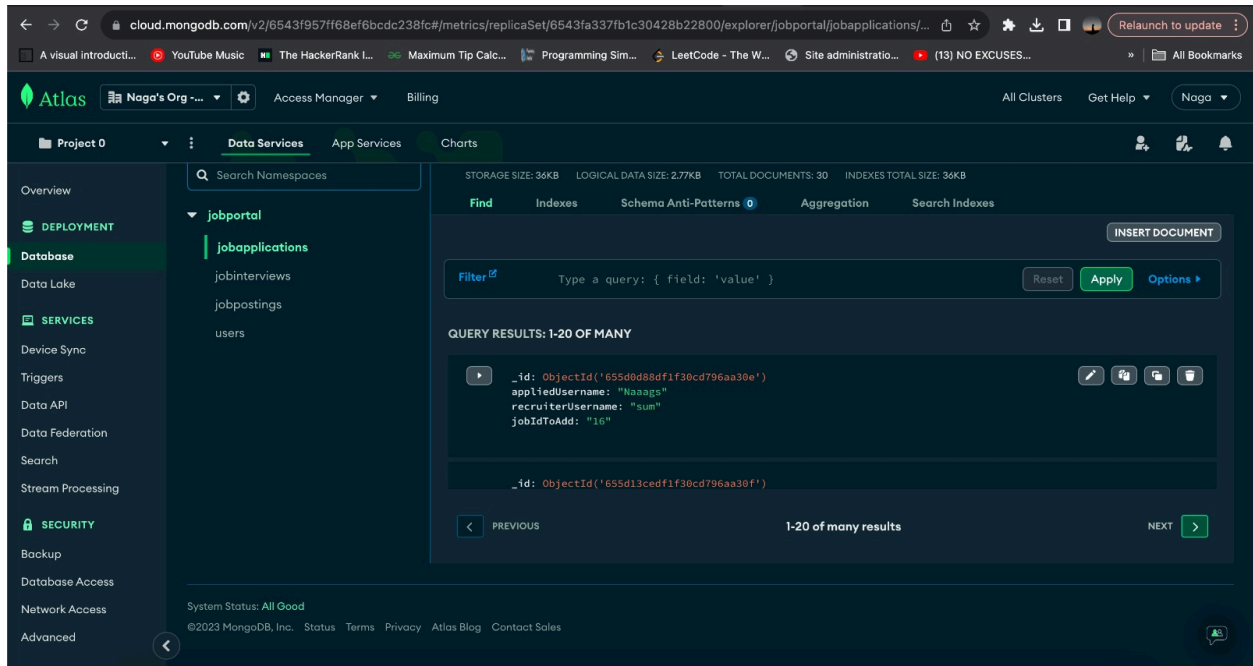 cloud.mongodb.com/v2/6543f957ff68ef6bcdc238fc#/metrics/replicaSet/6543fa337fb1c30428b22800/explorer/jobportal/jobapplications/... Relaunch to update
A visual introducti... YouTube Music The HackerRank I... Maximum Tip Calc... Programming Sim... LeetCode - The W... Site administratio... (13) NO EXCUSES... » All Bookmarks
Atlas Naga's Org -... Access Manager Billing All Clusters Get Help Naga
Project 0 Data Services App Services Charts
Search Namespaces
STORAGE SIZE: 36KB LOGICAL DATA SIZE: 2.77KB TOTAL DOCUMENTS: 30 INDEXES TOTAL SIZE: 36KB
Overview
Find Indexes Schema Anti-Patterns 0 Aggregation Search Indexes
jobportal
DEPLOYMENT
INSERT DOCUMENT
jobapplications
Database
jobinterviews
Filter Type a query: { field: 'value' } Reset Apply Options
Data Lake
jobpostings
SERVICES
users
QUERY RESULTS: 1-20 OF MANY
Device Sync
Triggers
_id: ObjectId('655d0d88df1f30cd796aa30e')
appliedUsername: "Naaags"
Data API
recruiterUsername: "sum"
jobIdToAdd: "16"
Data Federation
Search
Stream Processing
_id: ObjectId('655d13cedf1f30cd796aa30f')
SECURITY
PREVIOUS 1-20 of many results NEXT
Backup
Database Access
Network Access
System Status: All Good
©2023 MongoDB, Inc. Status Terms Privacy Atlas Blog Contact Sales
Advanced